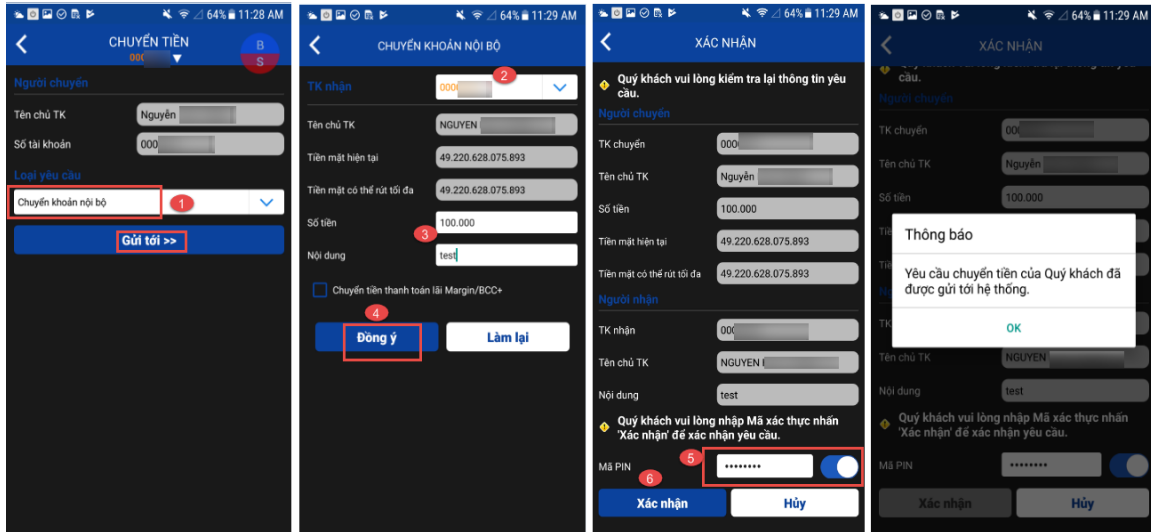 64% 11:28 AM
CHUYỂN TIỀN
000
B
S
Người chuyển
Tên chủ TK
Nguyễn
Số tài khoản
000
Loại yêu cầu
Chuyển khoản nội bộ
1
Gửi tới >>
64% 11:29 AM
CHUYỂN KHOẢN NỘI BỘ
TK nhận
000
2
Tên chủ TK
NGUYEN
Tiền mặt hiện tại
49.220.628.075.893
Tiền mặt có thể rút tối đa
49.220.628.075.893
Số tiền
100.000
3
Nội dung
test
Chuyển tiền thanh toán lãi Margin/BCC+
4
Đồng ý
Làm lại
64% 11:29 AM
XÁC NHẬN
Quý khách vui lòng kiểm tra lại thông tin yêu
cầu.
Người chuyển
TK chuyển
000
Tên chủ TK
Nguyễn
Số tiền
100.000
Tiền mặt hiện tại
49.220.628.075.893
Tiền mặt có thể rút tối đa
49.220.628.075.893
Người nhận
TK nhận
000
Tên chủ TK
NGUYEN
Nội dung
test
Quý khách vui lòng nhập Mã xác thực nhấn
'Xác nhận' để xác nhận yêu cầu.
Mã PIN
5
••••••••
6
Xác nhận
Hủy
64% 11:29 AM
XÁC NHẬN
cầu.
Người chuyển
TK chuyển
000
Tên chủ TK
Nguyễn
Số tiền
100.000
Thông báo
Yêu cầu chuyển tiền của Quý khách đã
được gửi tới hệ thống.
OK
TK
Tên chủ TK
NGUYEN
Nội dung
test
Quý khách vui lòng nhập Mã xác thực nhấn
'Xác nhận' để xác nhận yêu cầu.
Mã PIN
••••••••
Xác nhận
Hủy